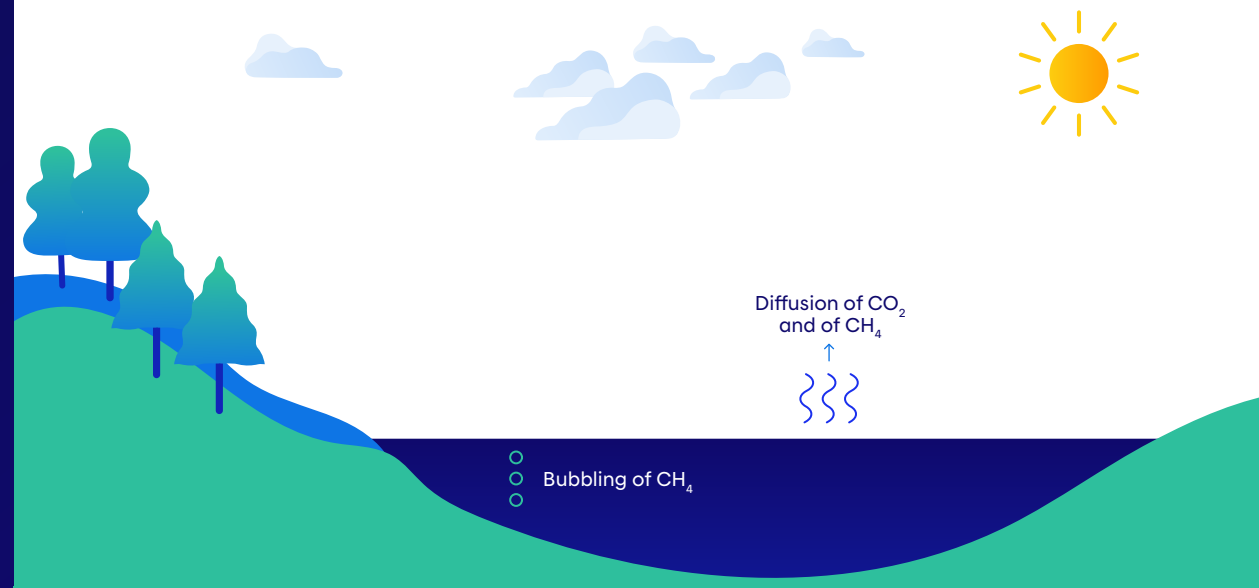 Diffusion of CO₂
and of CH₄
Bubbling of CH₄